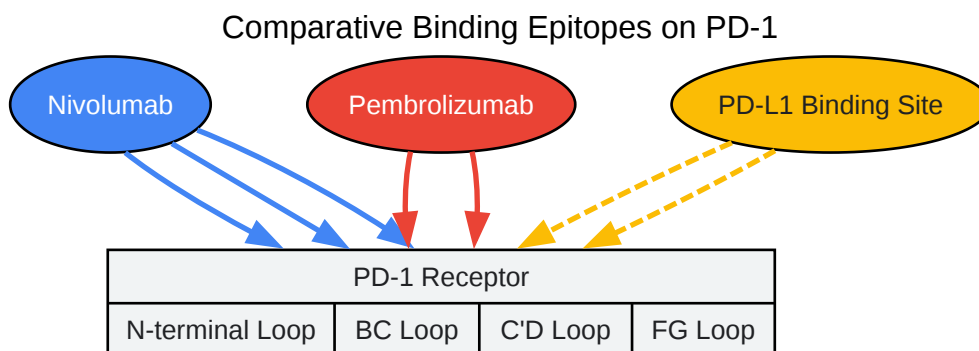 Comparative Binding Epitopes on PD-1
Nivolumab
Pembrolizumab
PD-L1 Binding Site
PD-1 Receptor
N-terminal Loop
BC Loop
C'D Loop
FG Loop